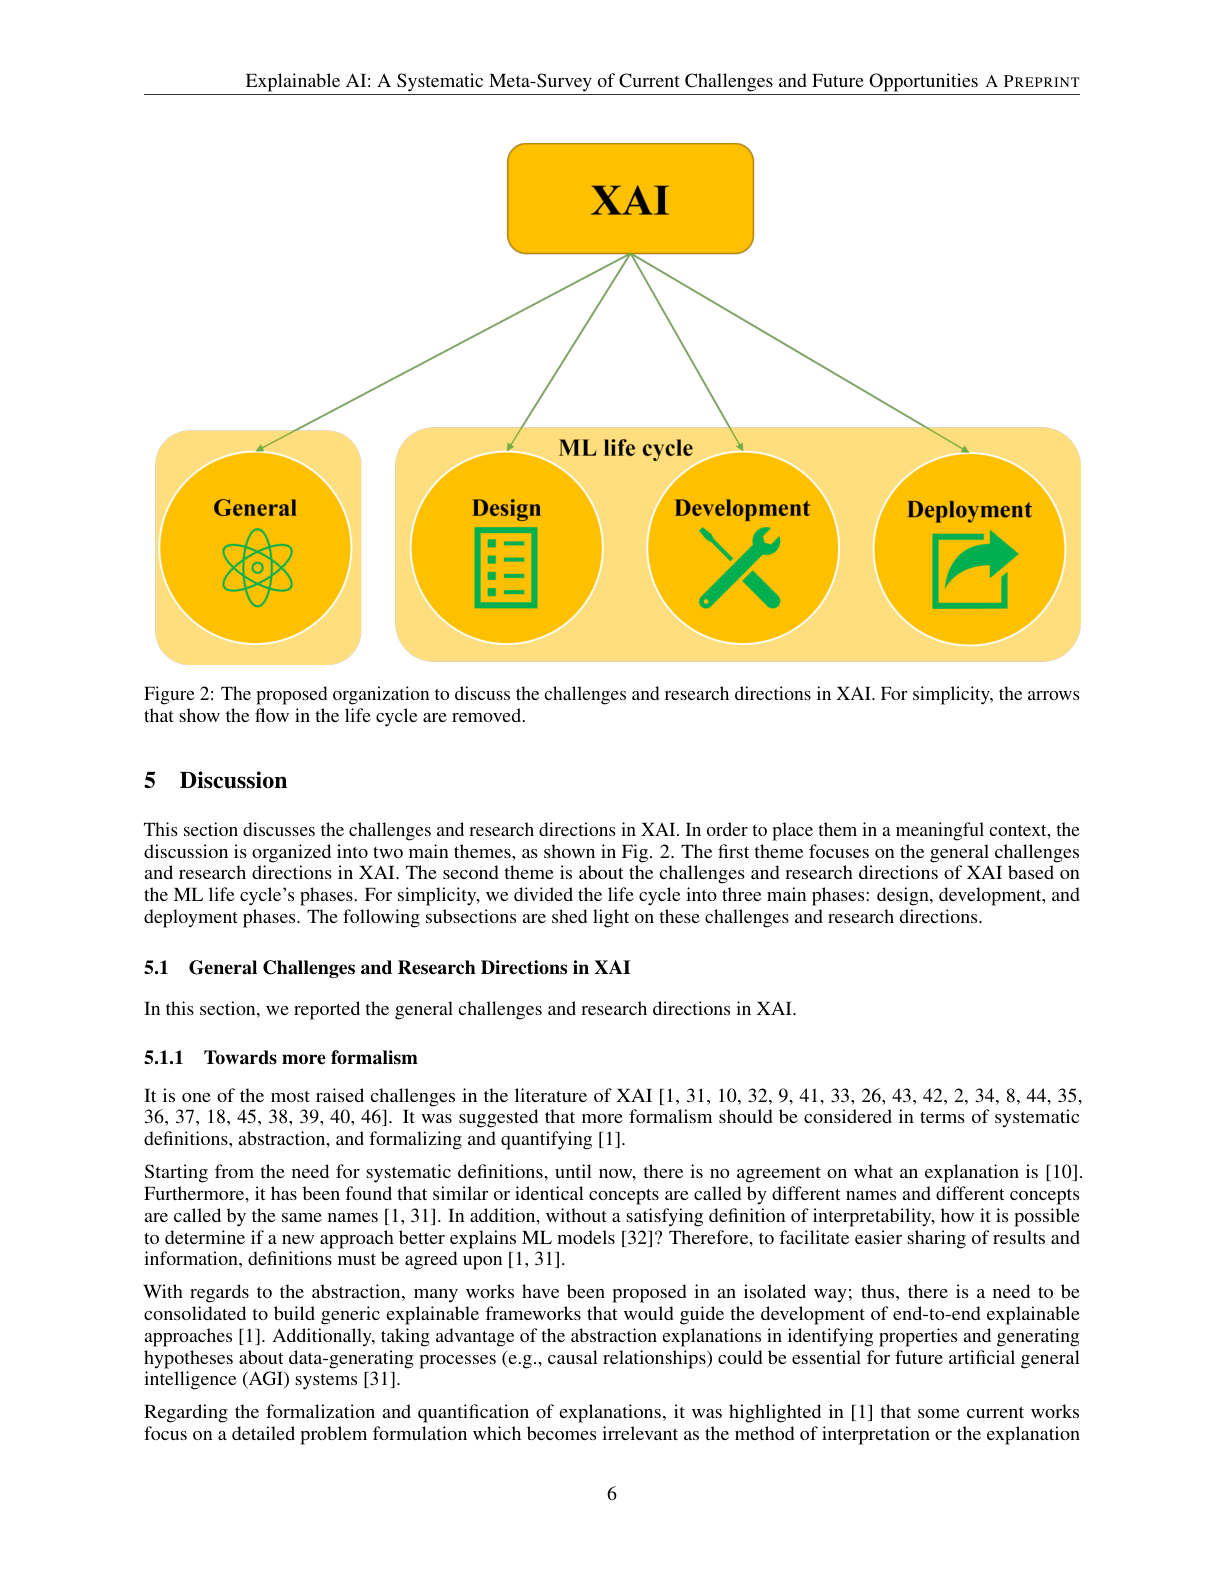 Explainable AI: A Systematic Meta-Survey of Current Challenges and Future Opportunities A PREPRINT
XAI
ML life cycle
General
Design
Development
Deployment
Figure 2: The proposed organization to discuss the challenges and research directions in XAI. For simplicity, the arrows
that show the flow in the life cycle are removed.
5 Discussion
This section discusses the challenges and research directions in XAI. In order to place them in a meaningful context, the
discussion is organized into two main themes, as shown in Fig. 2. The first theme focuses on the general challenges
and research directions in XAI. The second theme is about the challenges and research directions of XAI based on
the ML life cycle's phases. For simplicity, we divided the life cycle into three main phases: design, development, and
deployment phases. The following subsections are shed light on these challenges and research directions.
5.1 General Challenges and Research Directions in XAI
In this section, we reported the general challenges and research directions in XAI.
5.1.1 Towards more formalism
It is one of the most raised challenges in the literature of XAI [1, 31, 10, 32, 9, 41, 33, 26, 43, 42, 2, 34, 8, 44, 35,
36, 37, 18, 45, 38, 39, 40, 46]. It was suggested that more formalism should be considered in terms of systematic
definitions, abstraction, and formalizing and quantifying [1].
Starting from the need for systematic definitions, until now, there is no agreement on what an explanation is [10].
Furthermore, it has been found that similar or identical concepts are called by different names and different concepts
are called by the same names [1, 31]. In addition, without a satisfying definition of interpretability, how it is possible
to determine if a new approach better explains ML models [32]? Therefore, to facilitate easier sharing of results and
information, definitions must be agreed upon [1, 31].
With regards to the abstraction, many works have been proposed in an isolated way; thus, there is a need to be
consolidated to build generic explainable frameworks that would guide the development of end-to-end explainable
approaches [1]. Additionally, taking advantage of the abstraction explanations in identifying properties and generating
hypotheses about data-generating processes (e.g., causal relationships) could be essential for future artificial general
intelligence (AGI) systems [31].
Regarding the formalization and quantification of explanations, it was highlighted in [1] that some current works
focus on a detailed problem formulation which becomes irrelevant as the method of interpretation or the explanation
6